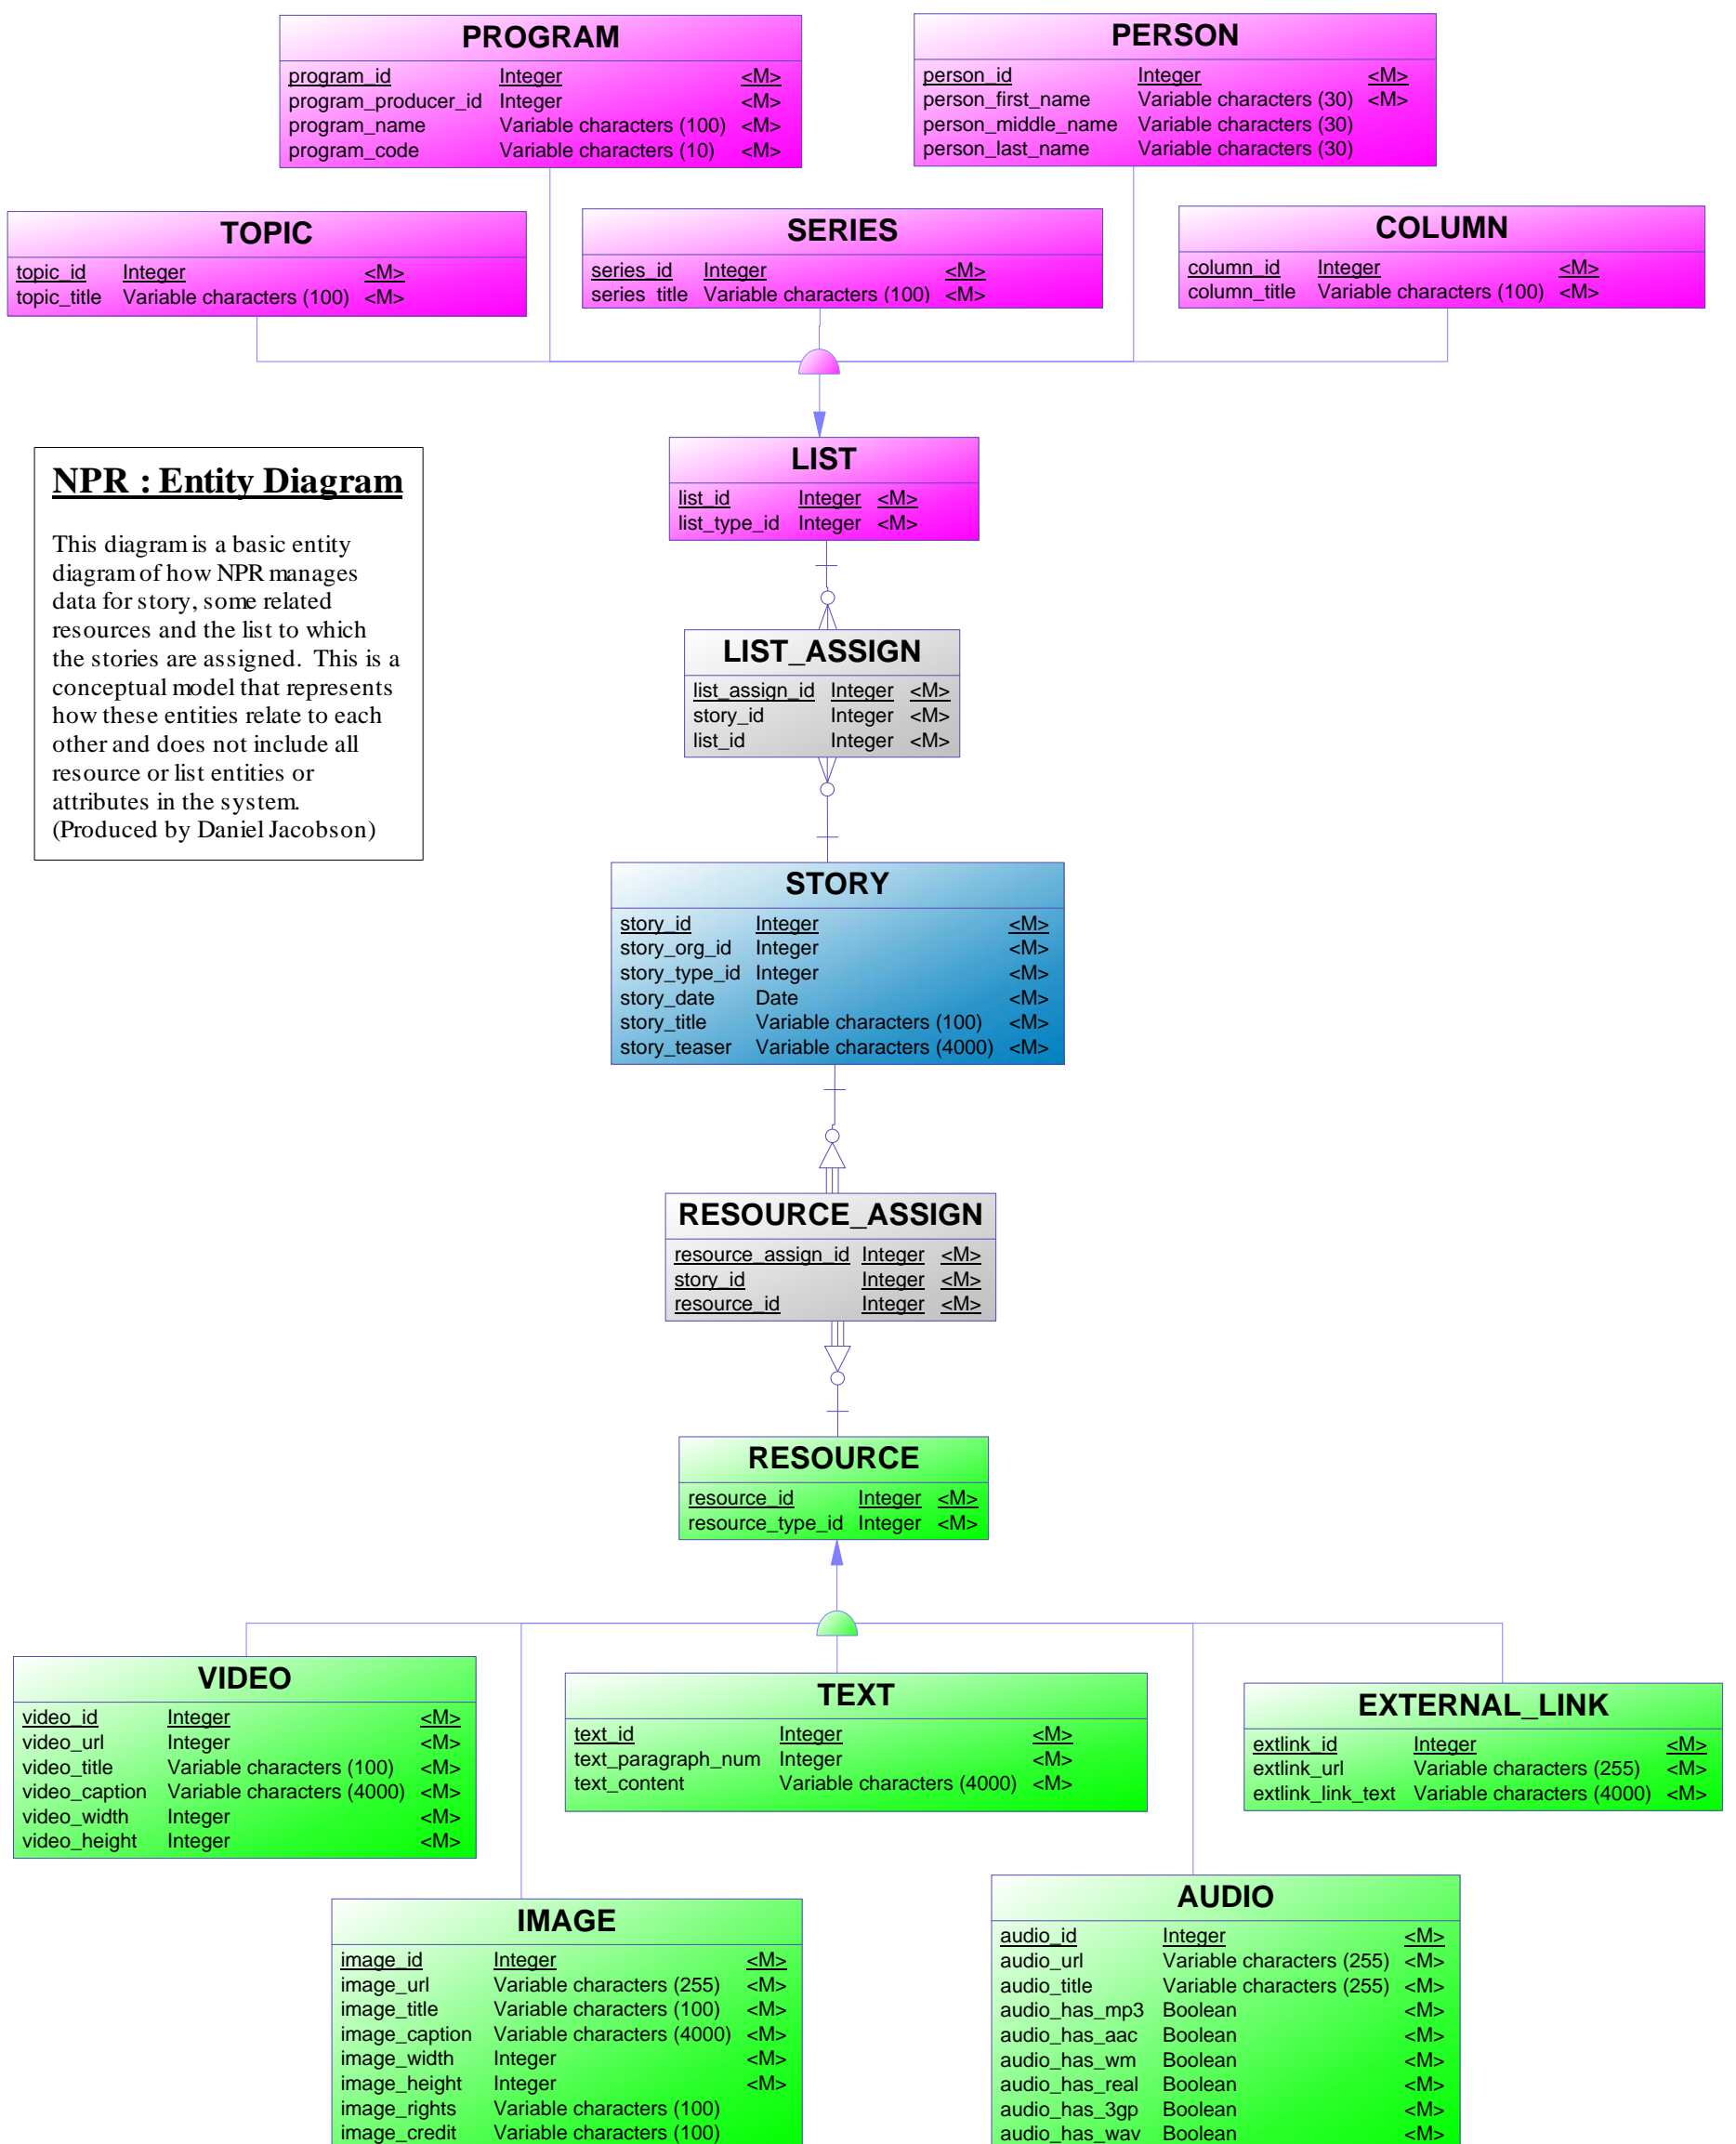 PROGRAM
program_id Integer <M>
program_producer_id Integer <M>
program_name Variable characters (100) <M>
program_code Variable characters (10) <M>
PERSON
person_id Integer <M>
person_first_name Variable characters (30) <M>
person_middle_name Variable characters (30)
person_last_name Variable characters (30)
TOPIC
topic_id Integer <M>
topic_title Variable characters (100) <M>
SERIES
series_id Integer <M>
series_title Variable characters (100) <M>
COLUMN
column_id Integer <M>
column_title Variable characters (100) <M>
LIST
list_id Integer <M>
list_type_id Integer <M>
NPR : Entity Diagram
This diagram is a basic entity
diagram of how NPR manages
data for story, some related
resources and the list to which
the stories are assigned. This is a
conceptual model that represents
how these entities relate to each
other and does not include all
resource or list entities or
attributes in the system.
(Produced by Daniel Jacobson)
LIST_ASSIGN
list_assign_id Integer <M>
story_id Integer <M>
list_id Integer <M>
STORY
story_id Integer <M>
story_org_id Integer <M>
story_type_id Integer <M>
story_date Date <M>
story_title Variable characters (100) <M>
story_teaser Variable characters (4000) <M>
RESOURCE_ASSIGN
resource_assign_id Integer <M>
story_id Integer <M>
resource_id Integer <M>
RESOURCE
resource_id Integer <M>
resource_type_id Integer <M>
VIDEO
video_id Integer <M>
video_url Integer <M>
video_title Variable characters (100) <M>
video_caption Variable characters (4000) <M>
video_width Integer <M>
video_height Integer <M>
TEXT
text_id Integer <M>
text_paragraph_num Integer <M>
text_content Variable characters (4000) <M>
EXTERNAL_LINK
extlink_id Integer <M>
extlink_url Variable characters (255) <M>
extlink_link_text Variable characters (4000) <M>
IMAGE
image_id Integer <M>
image_url Variable characters (255) <M>
image_title Variable characters (100) <M>
image_caption Variable characters (4000) <M>
image_width Integer <M>
image_height Integer <M>
image_rights Variable characters (100)
image_credit Variable characters (100)
AUDIO
audio_id Integer <M>
audio_url Variable characters (255) <M>
audio_title Variable characters (255) <M>
audio_has_mp3 Boolean <M>
audio_has_aac Boolean <M>
audio_has_wm Boolean <M>
audio_has_real Boolean <M>
audio_has_3gp Boolean <M>
audio_has_wav Boolean <M>